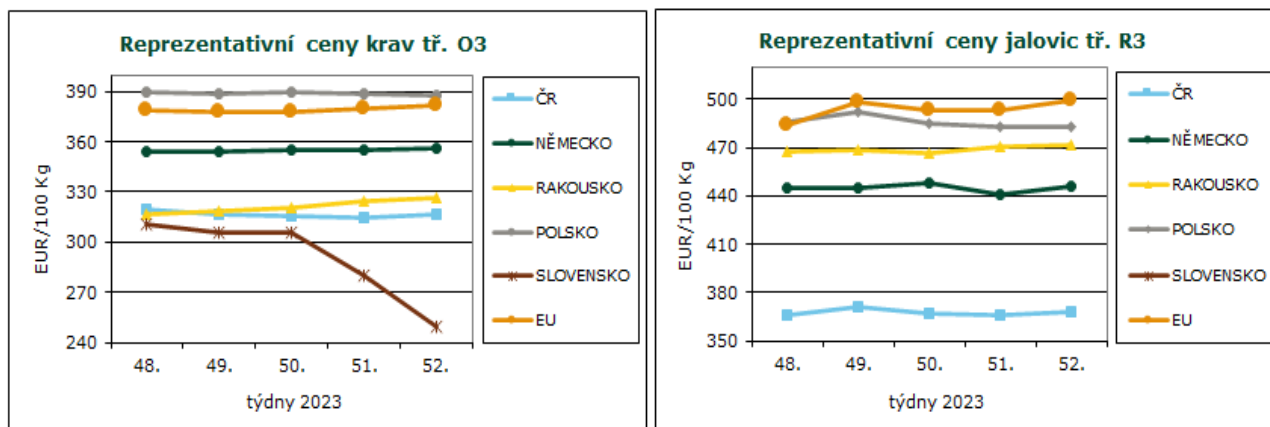 Reprezentativní ceny krav tř. O3
EUR/100 Kg
390
360
330
300
270
240
48.
49.
50.
51.
52.
týdny 2023
ČR
NĚMECKO
RAKOUSKO
POLSKO
SLOVENSKO
EU
Reprezentativní ceny jalovic tř. R3
EUR/100 Kg
500
470
440
410
380
350
48.
49.
50.
51.
52.
týdny 2023
ČR
NĚMECKO
RAKOUSKO
POLSKO
SLOVENSKO
EU